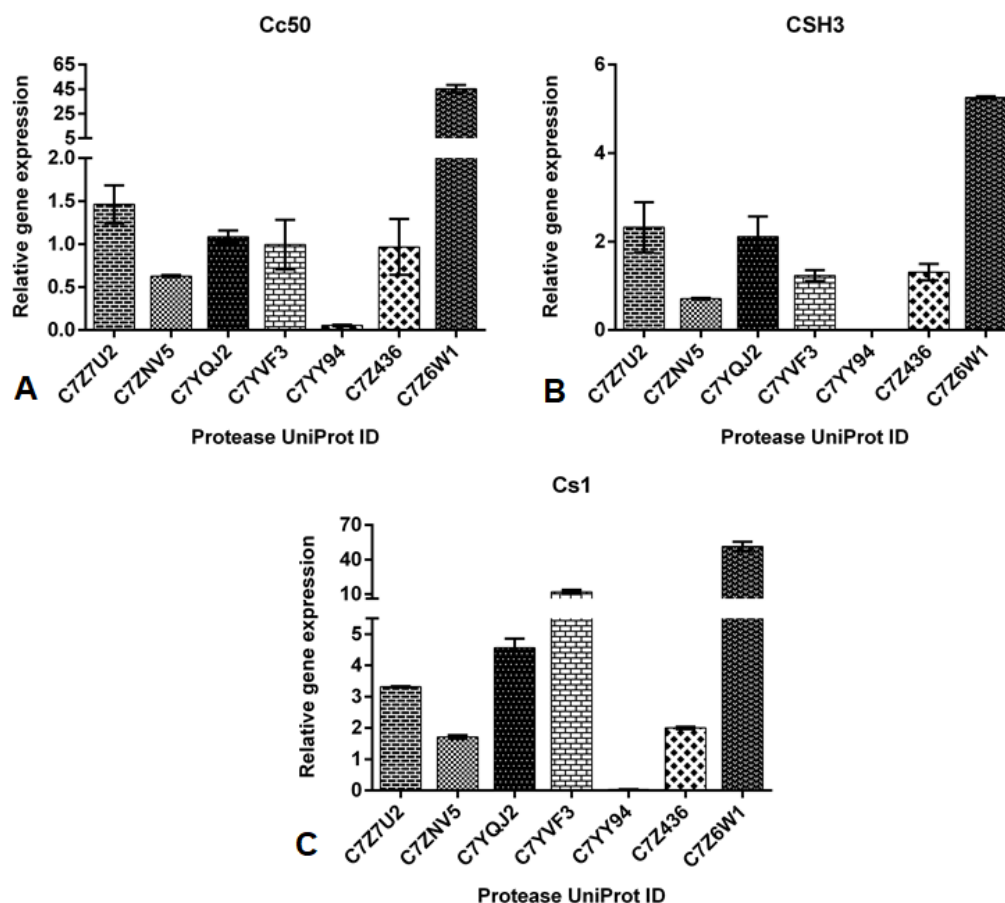 Cc50
Relative gene expression
65
45
25
5
2.0
1.5
1.0
0.5
0.0
C7Z7U2
C7ZNV5
C7YQJ2
C7YVF3
C7YY94
C7Z436
C7Z6W1
A
Protease UniProt ID
CSH3
Relative gene expression
6
4
2
0
C7Z7U2
C7ZNV5
C7YQJ2
C7YVF3
C7YY94
C7Z436
C7Z6W1
B
Protease UniProt ID
Cs1
Relative gene expression
70
40
10
5
4
3
2
1
0
C7Z7U2
C7ZNV5
C7YQJ2
C7YVF3
C7YY94
C7Z436
C7Z6W1
C
Protease UniProt ID